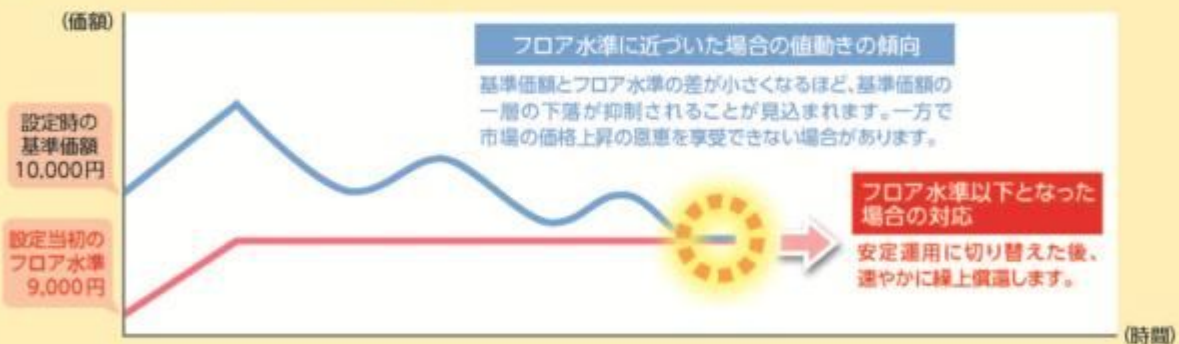 (価額)
フロア水準に近づいた場合の値動きの傾向
基準価額とフロア水準の差が小さくなるほど、基準価額の
一層の下落が抑制されることが見込まれます。一方で
市場の価格上昇の恩恵を享受できない場合があります。
設定時の
基準価額
10,000円
設定当初の
フロア水準
9,000円
フロア水準以下となった
場合の対応
安定運用に切り替えた後、
速やかに繰上償還します。
(時間)